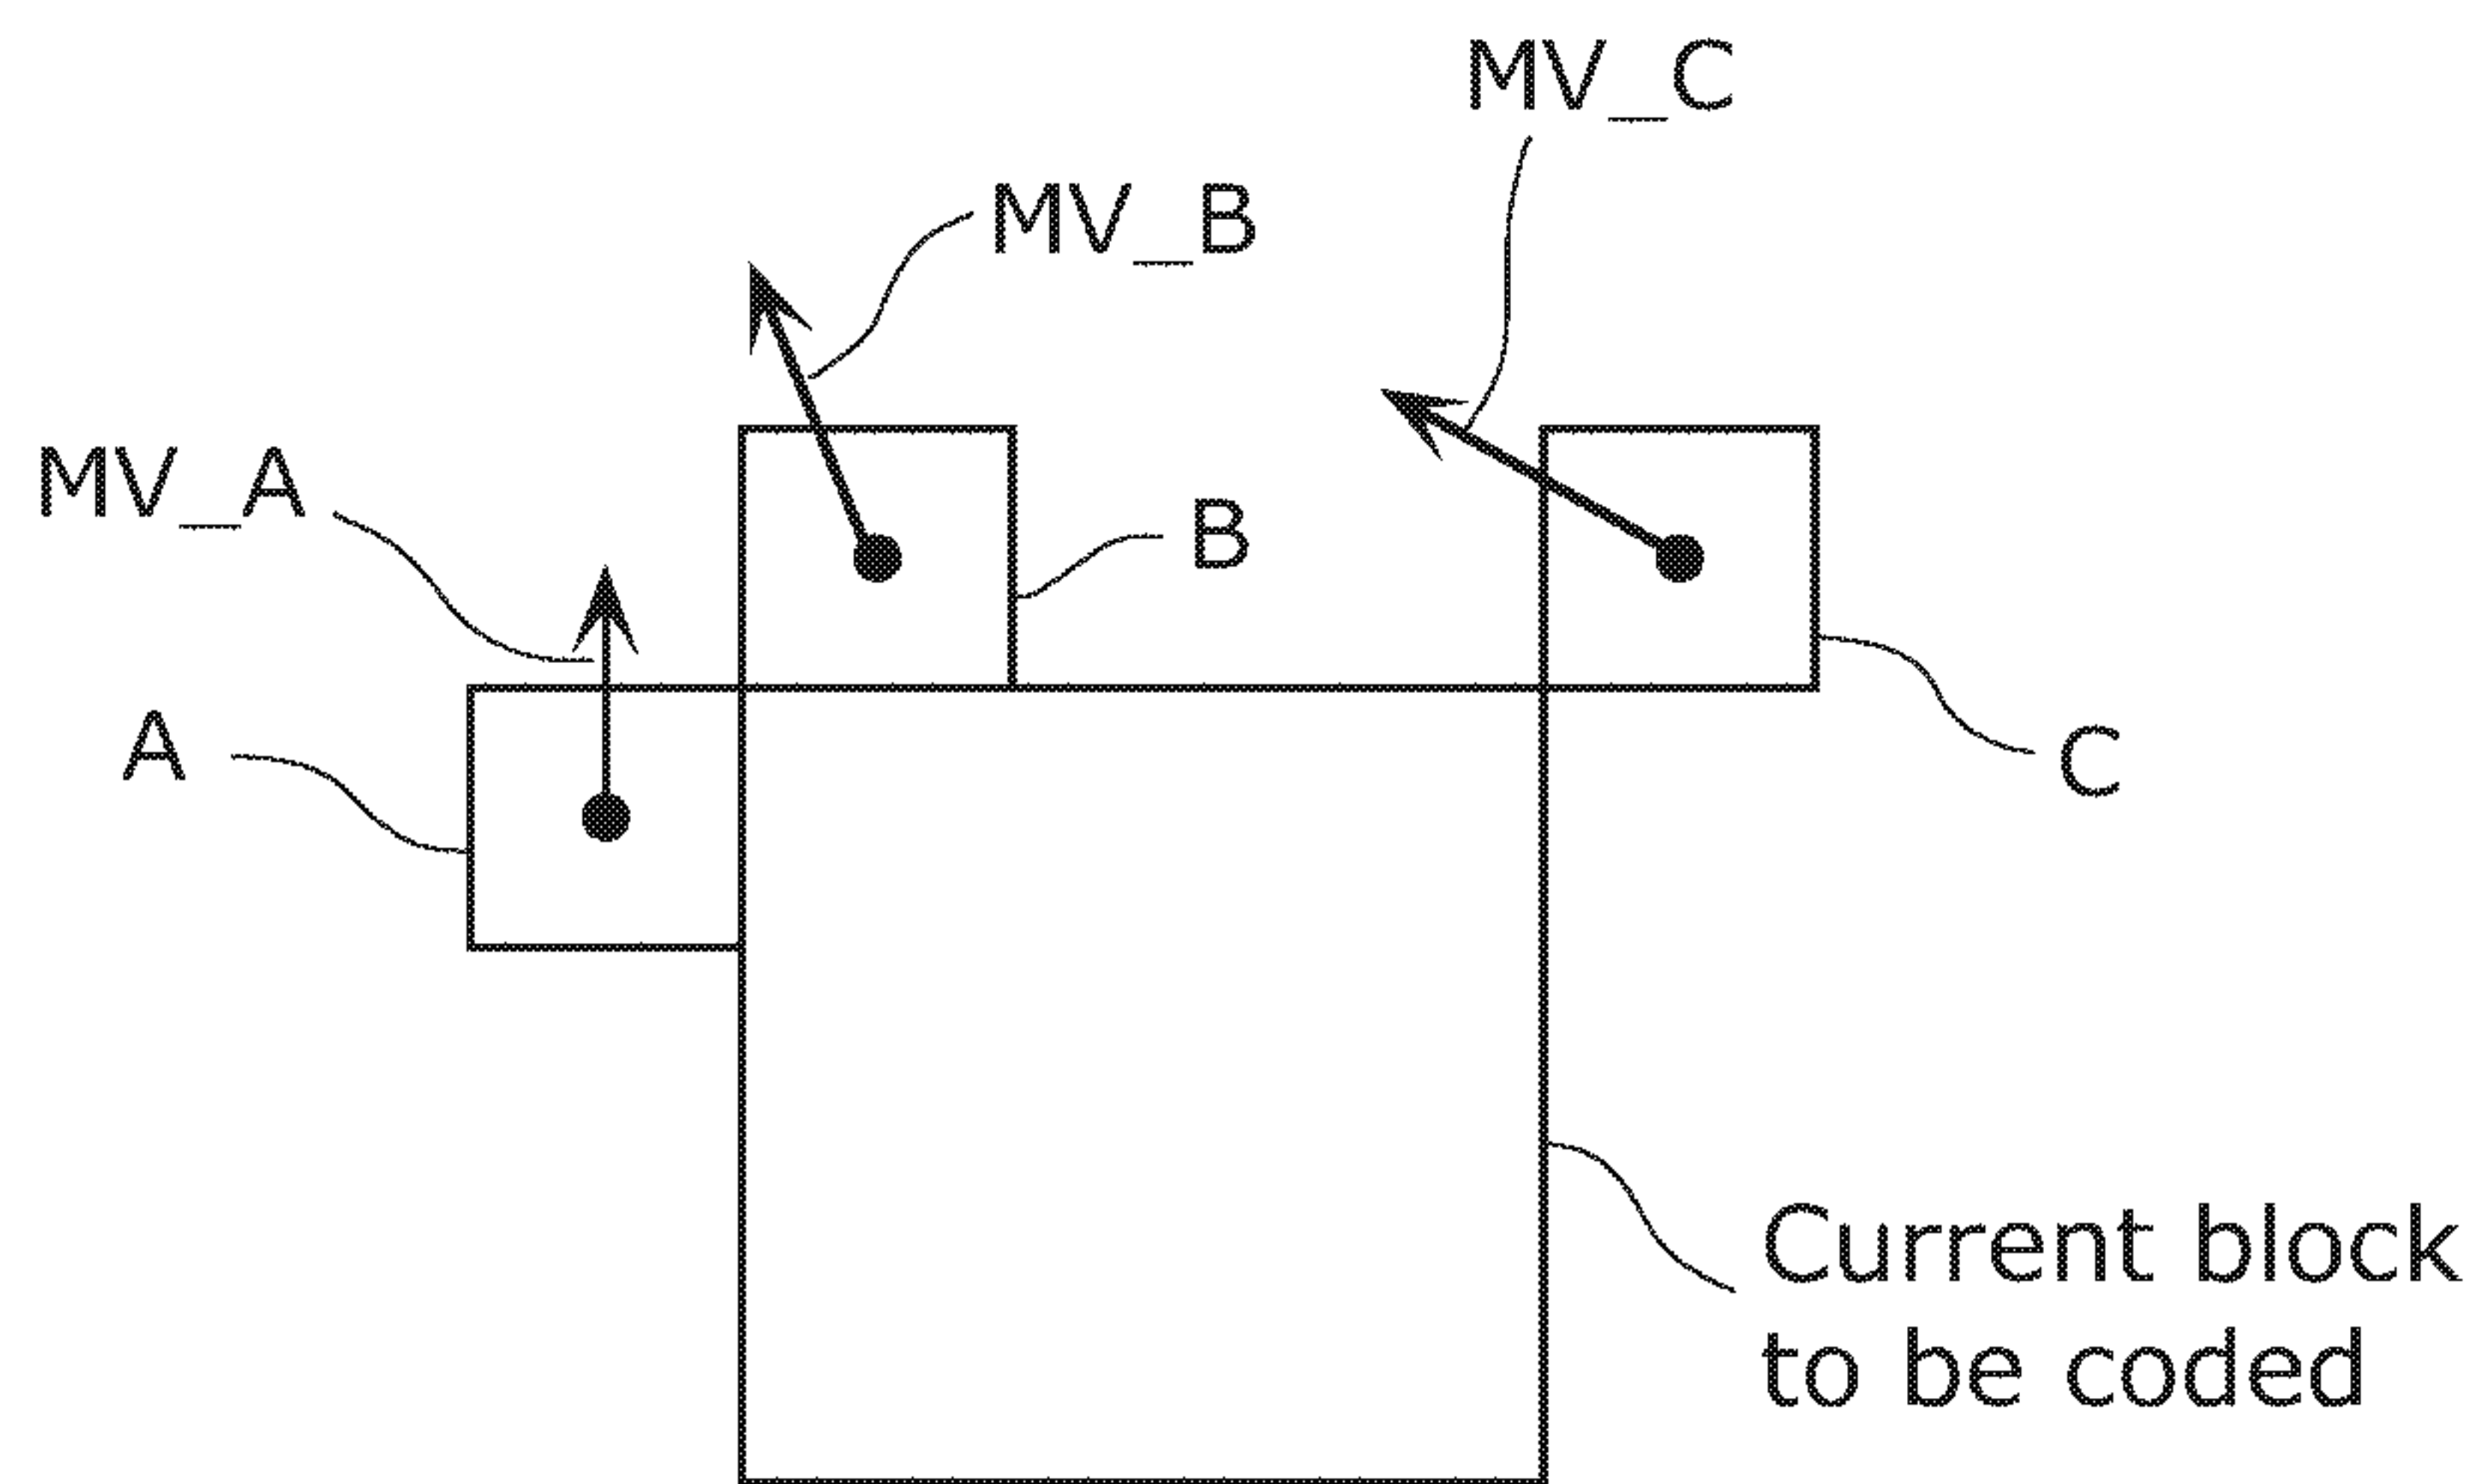 MV_C
MV_B
MV_A
B
A
C
Current block
to be coded